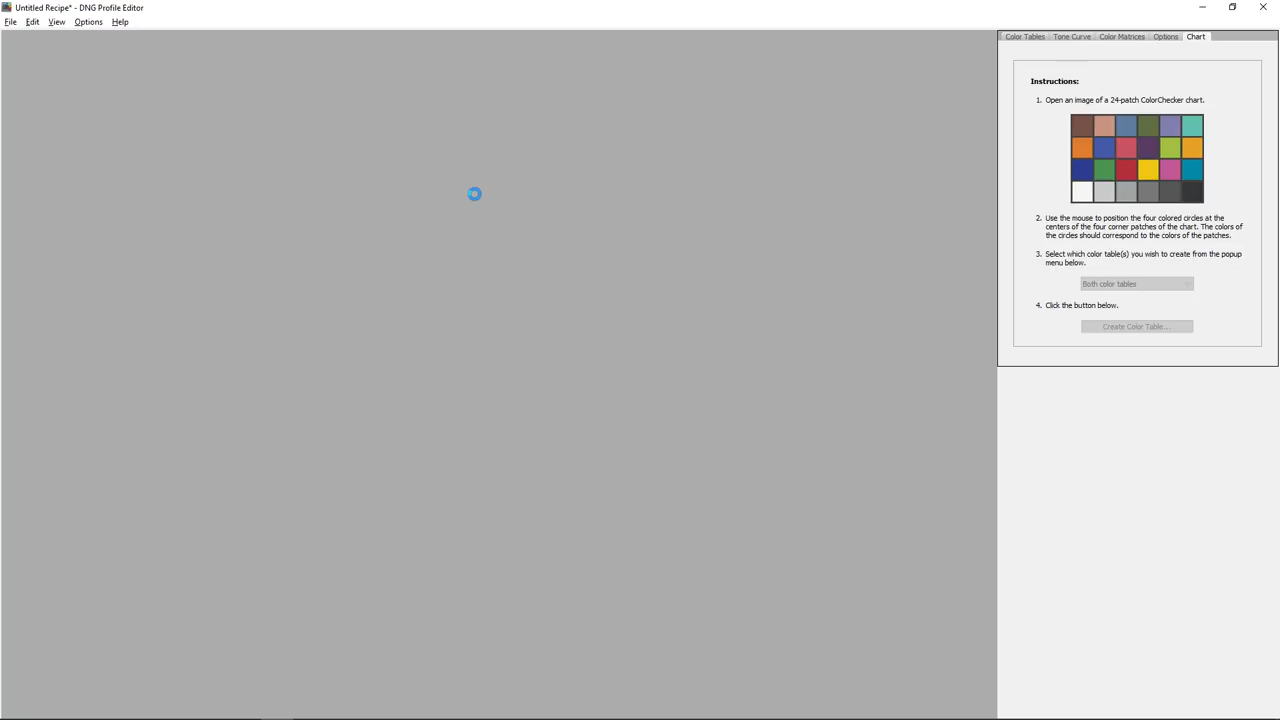 Untitled Recipe* - DNG Profile Editor
File Edit View Options Help
Color Tables Tone Curve Color Matrices Options Chart
Instructions:
1. Open an image of a 24-patch ColorChecker chart.
2. Use the mouse to position the four colored circles at the
centers of the four corner patches of the chart. The colors of
the circles should correspond to the colors of the patches.
3. Select which color table(s) you wish to create from the popup
menu below.
Both color tables
4. Click the button below.
Create Color Table...